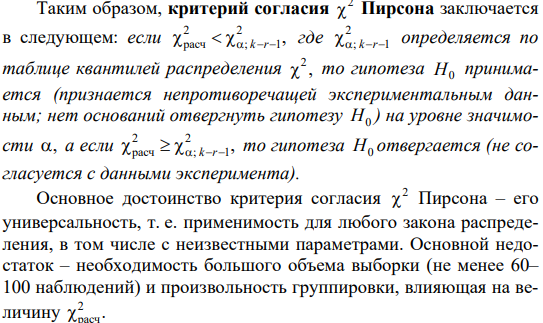 Таким образом, критерий согласия χ² Пирсона заключается
в следующем: если χ²расч < χ²α; k−r−1, где χ²α; k−r−1 определяется по
таблице квантилей распределения χ², то гипотеза H₀ принима-
ется (признается непротиворечащей экспериментальным дан-
ным; нет оснований отвергнуть гипотезу H₀) на уровне значимо-
сти α, а если χ²расч ≥ χ²α; k−r−1, то гипотеза H₀ отвергается (не со-
гласуется с данными эксперимента).
Основное достоинство критерия согласия χ² Пирсона – его
универсальность, т. е. применимость для любого закона распреде-
ления, в том числе с неизвестными параметрами. Основной недо-
статок – необходимость большого объема выборки (не менее 60–
100 наблюдений) и произвольность группировки, влияющая на ве-
личину χ²расч.